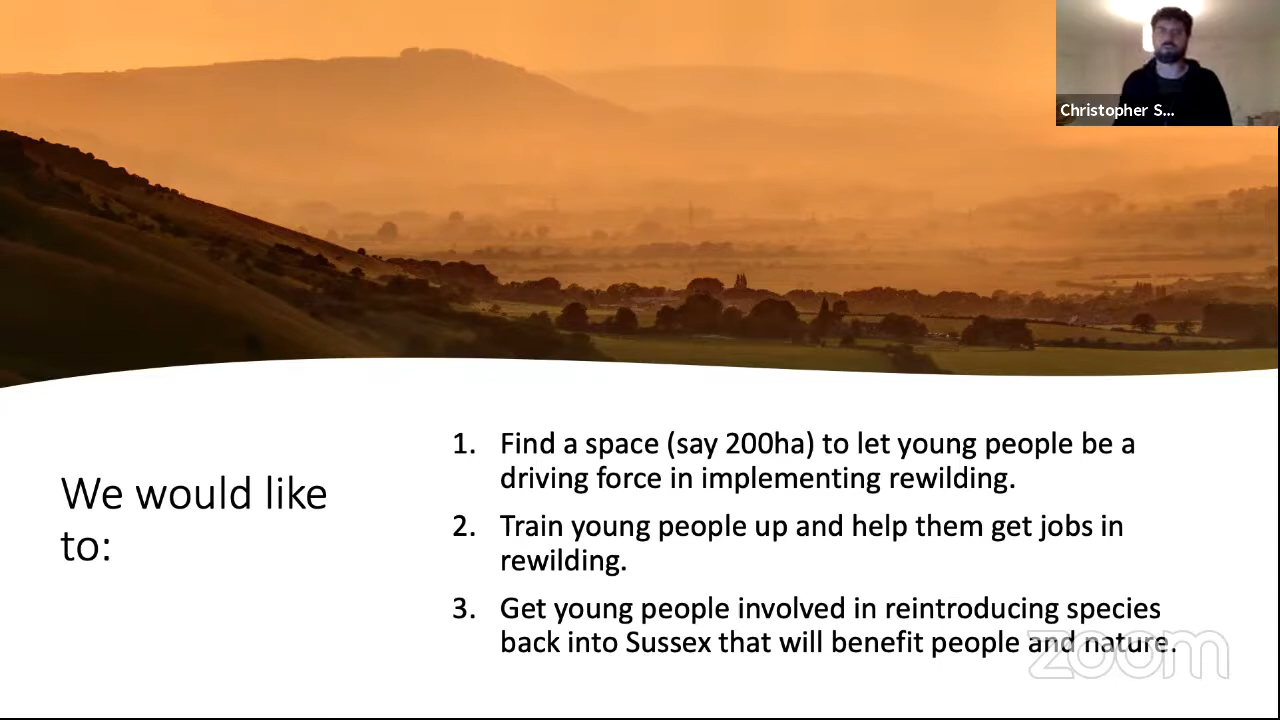 Christopher S...
We would like
to:
1. Find a space (say 200ha) to let young people be a
driving force in implementing rewilding.
2. Train young people up and help them get jobs in
rewilding.
3. Get young people involved in reintroducing species
back into Sussex that will benefit people and nature.
zoom